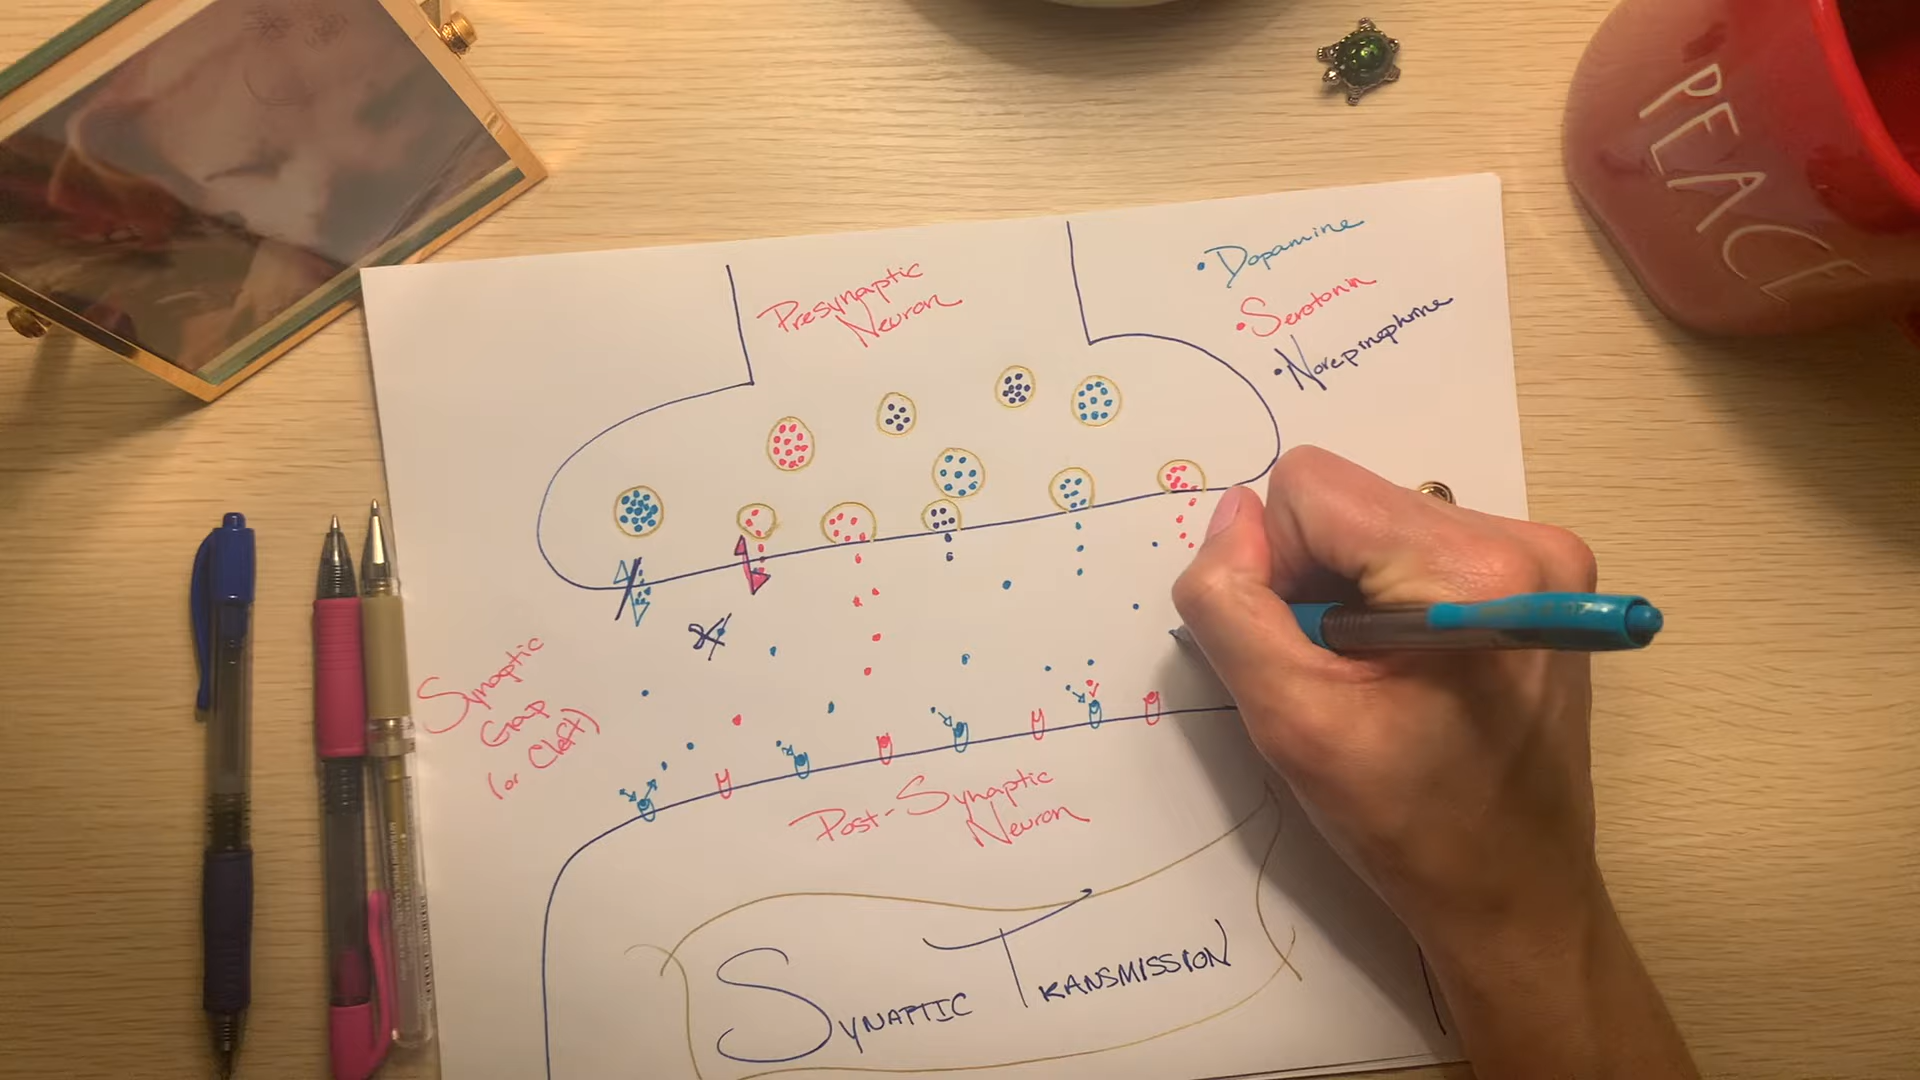 PEACE
Presynaptic
Neuron
• Dopamine
• Serotonin
• Norepinephrine
Synaptic
Gap
(or Cleft)
Post-Synaptic
Neuron
SYNAPTIC TRANSMISSION